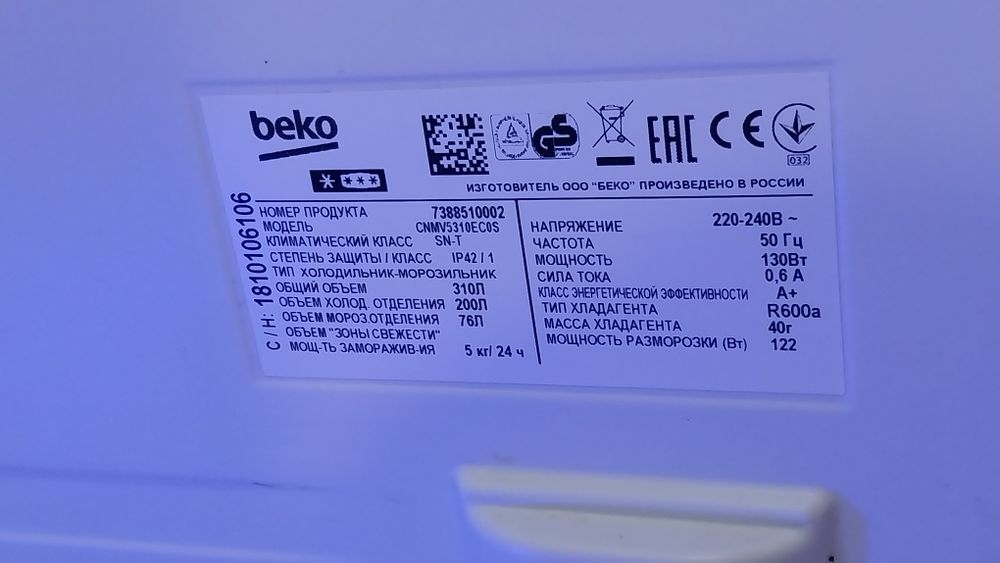 beko
ЕАС CE
032
ИЗГОТОВИТЕЛЬ ООО "БЕКО" ПРОИЗВЕДЕНО В РОССИИ
С / Н: 1810106106
НОМЕР ПРОДУКТА 7388510002
МОДЕЛЬ CNMV5310EC0S
КЛИМАТИЧЕСКИЙ КЛАСС SN-T
СТЕПЕНЬ ЗАЩИТЫ / КЛАСС IP42 / 1
ТИП ХОЛОДИЛЬНИК-МОРОЗИЛЬНИК
ОБЩИЙ ОБЪЕМ 310Л
ОБЪЕМ ХОЛОД. ОТДЕЛЕНИЯ 200Л
ОБЪЕМ МОРОЗ.ОТДЕЛЕНИЯ 76Л
ОБЪЕМ "ЗОНЫ СВЕЖЕСТИ"
МОЩ-ТЬ ЗАМОРАЖИВ-ИЯ 5 кг/ 24 ч
НАПРЯЖЕНИЕ 220-240В ~
ЧАСТОТА 50 Гц
МОЩНОСТЬ 130Вт
СИЛА ТОКА 0,6 А
КЛАСС ЭНЕРГЕТИЧЕСКОЙ ЭФФЕКТИВНОСТИ А+
ТИП ХЛАДАГЕНТА R600a
МАССА ХЛАДАГЕНТА 40г
МОЩНОСТЬ РАЗМОРОЗКИ (Вт) 122